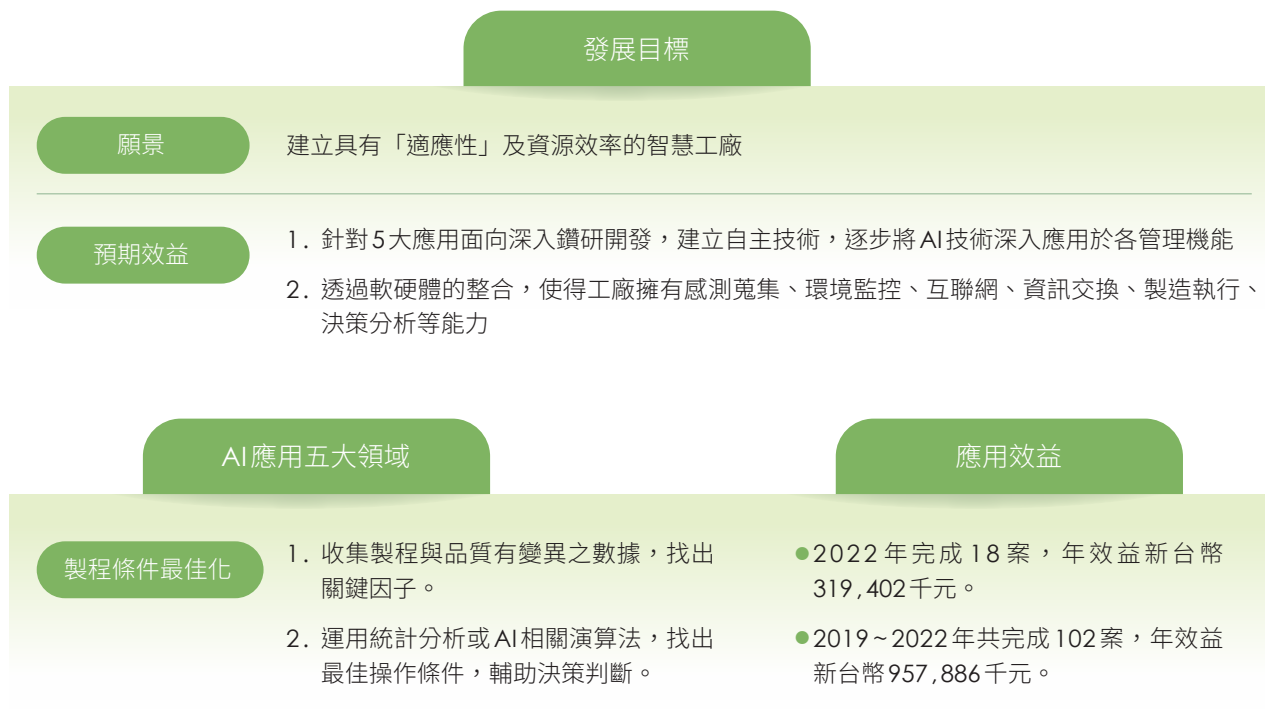 發展目標
願景
建立具有「適應性」及資源效率的智慧工廠
預期效益
1. 針對5大應用面向深入鑽研開發，建立自主技術，逐步將AI技術深入應用於各管理機能
2. 透過軟硬體的整合，使得工廠擁有感測蒐集、環境監控、互聯網、資訊交換、製造執行、
決策分析等能力
AI應用五大領域
應用效益
製程條件最佳化
1. 收集製程與品質有變異之數據，找出
關鍵因子。
2. 運用統計分析或AI相關演算法，找出
最佳操作條件，輔助決策判斷。
●2022年完成18案，年效益新台幣
319,402千元。
●2019~2022年共完成102案，年效益
新台幣957,886千元。